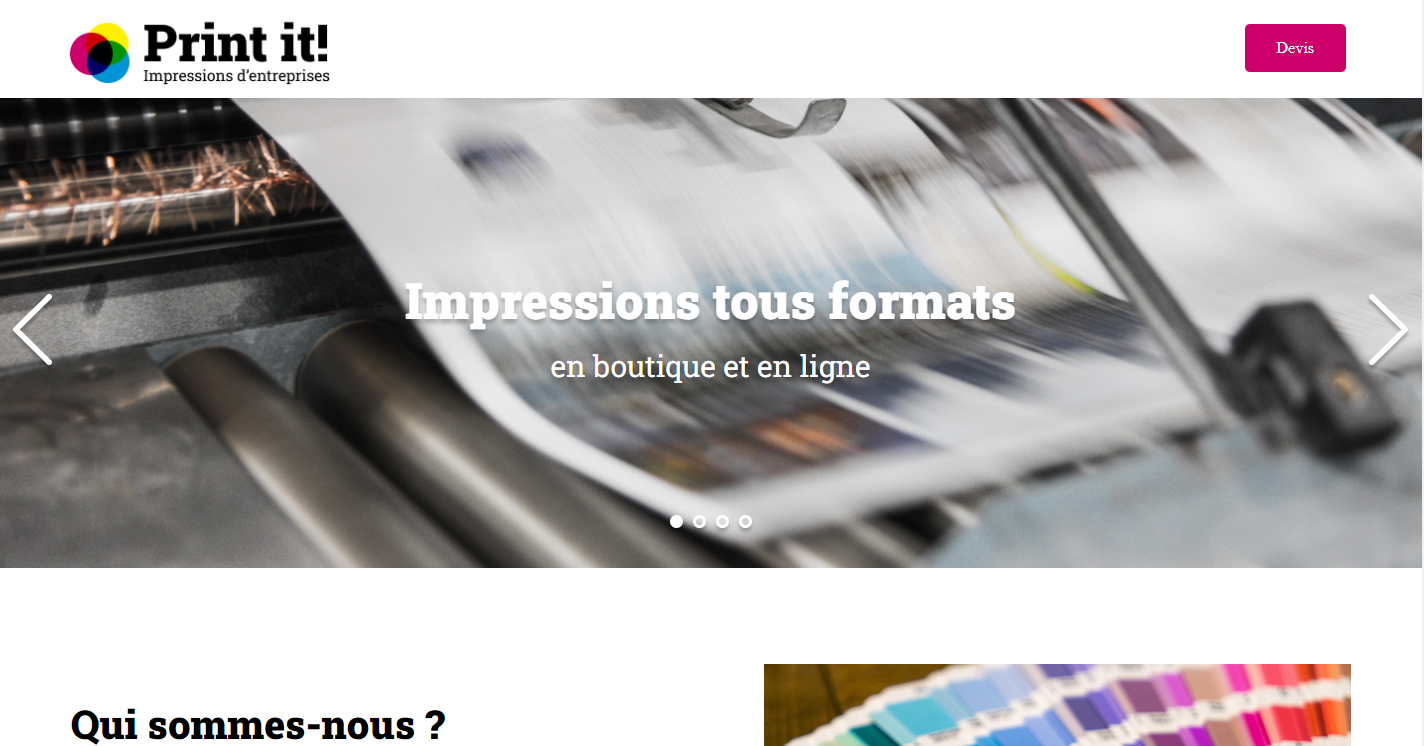 Print it!
Impressions d'entreprises
Devis
Impressions tous formats
en boutique et en ligne
Qui sommes-nous ?